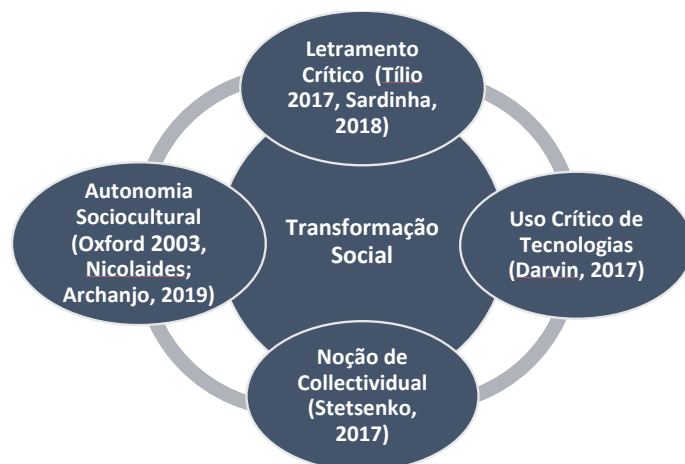 Letramento
Crítico (Tílio
2017, Sardinha,
2018)
Autonomia
Sociocultural
(Oxford 2003,
Nicolaides;
Archanjo, 2019)
Transformação
Social
Uso Crítico de
Tecnologias
(Darvin, 2017)
Noção de
Collectividual
(Stetsenko,
2017)